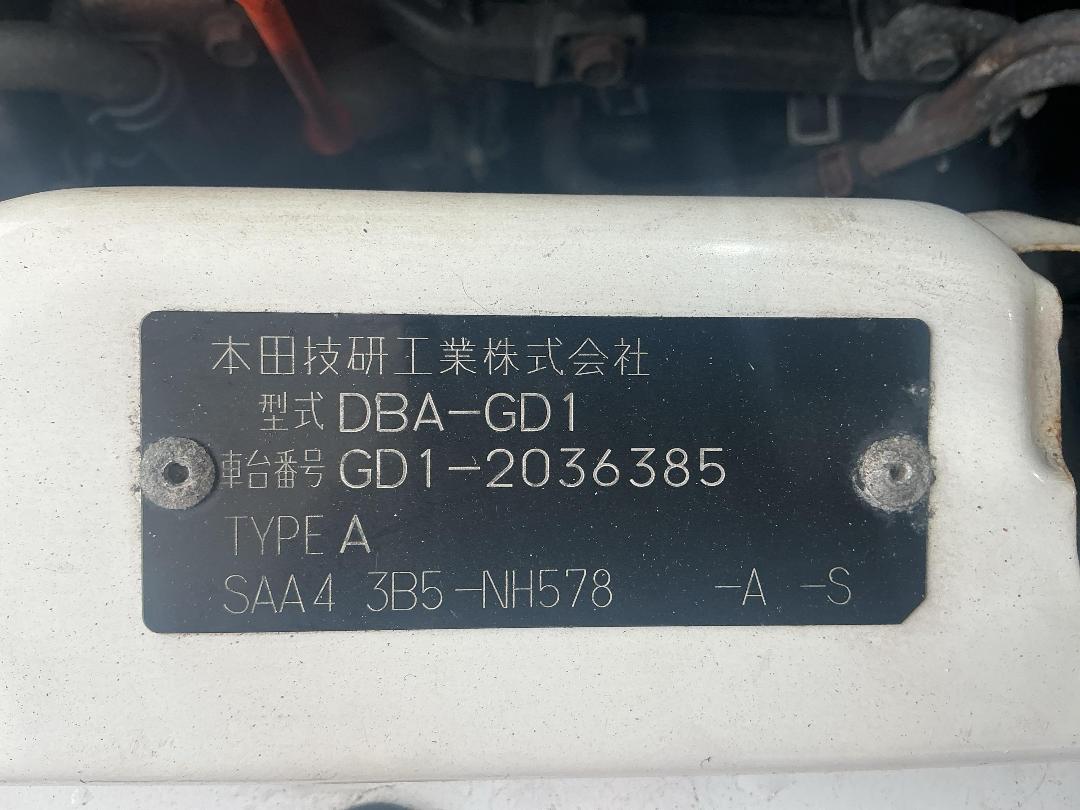 本田技研工業株式会社
型式 DBA-GD1
車台番号 GD1-2036385
TYPE A
SAA4 3B5-NH578 -A -S